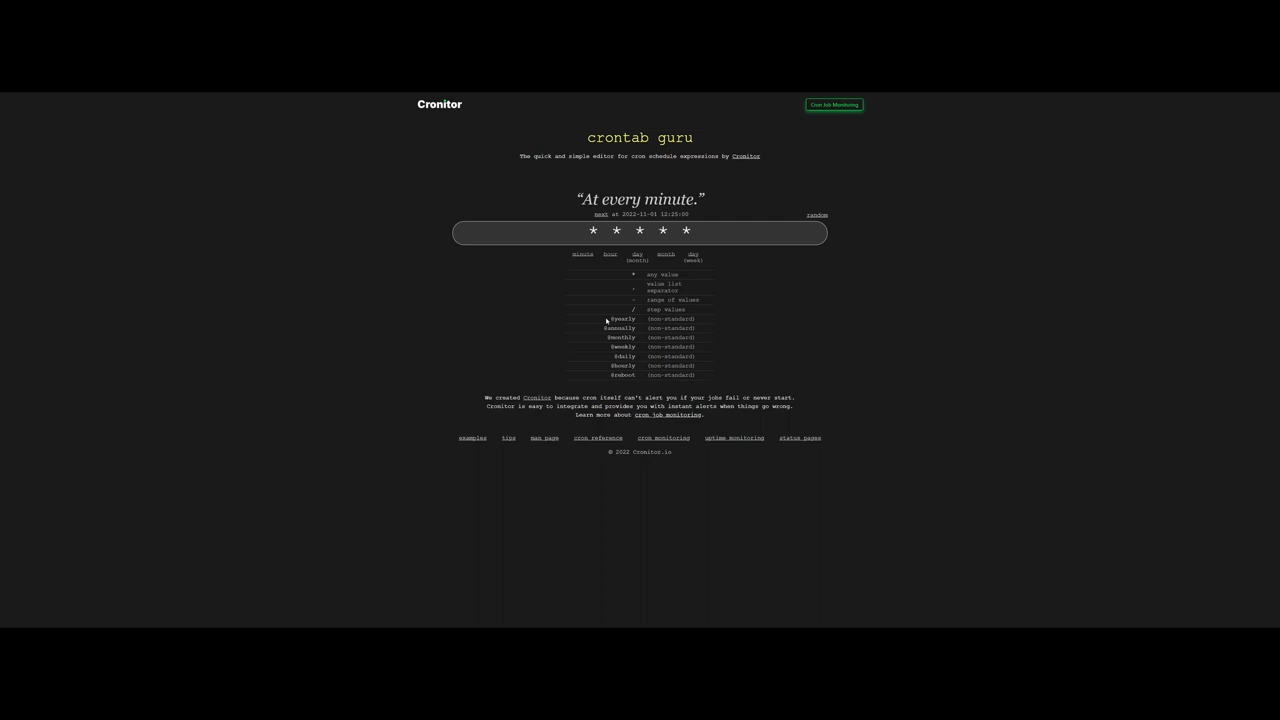 Cronitor
Cron Job Monitoring
crontab guru
The quick and simple editor for cron schedule expressions by Cronitor
“At every minute.”
next at 2022-11-01 12:25:00
random
* * * * *
minute hour day (month) month day (week)
* any value
, value list separator
- range of values
/ step values
@yearly (non-standard)
@annually (non-standard)
@monthly (non-standard)
@weekly (non-standard)
@daily (non-standard)
@hourly (non-standard)
@reboot (non-standard)
We created Cronitor because cron itself can't alert you if your jobs fail or never start.
Cronitor is easy to integrate and provides you with instant alerts when things go wrong.
Learn more about cron job monitoring.
examples tips man page cron reference cron monitoring uptime monitoring status pages
© 2022 Cronitor.io